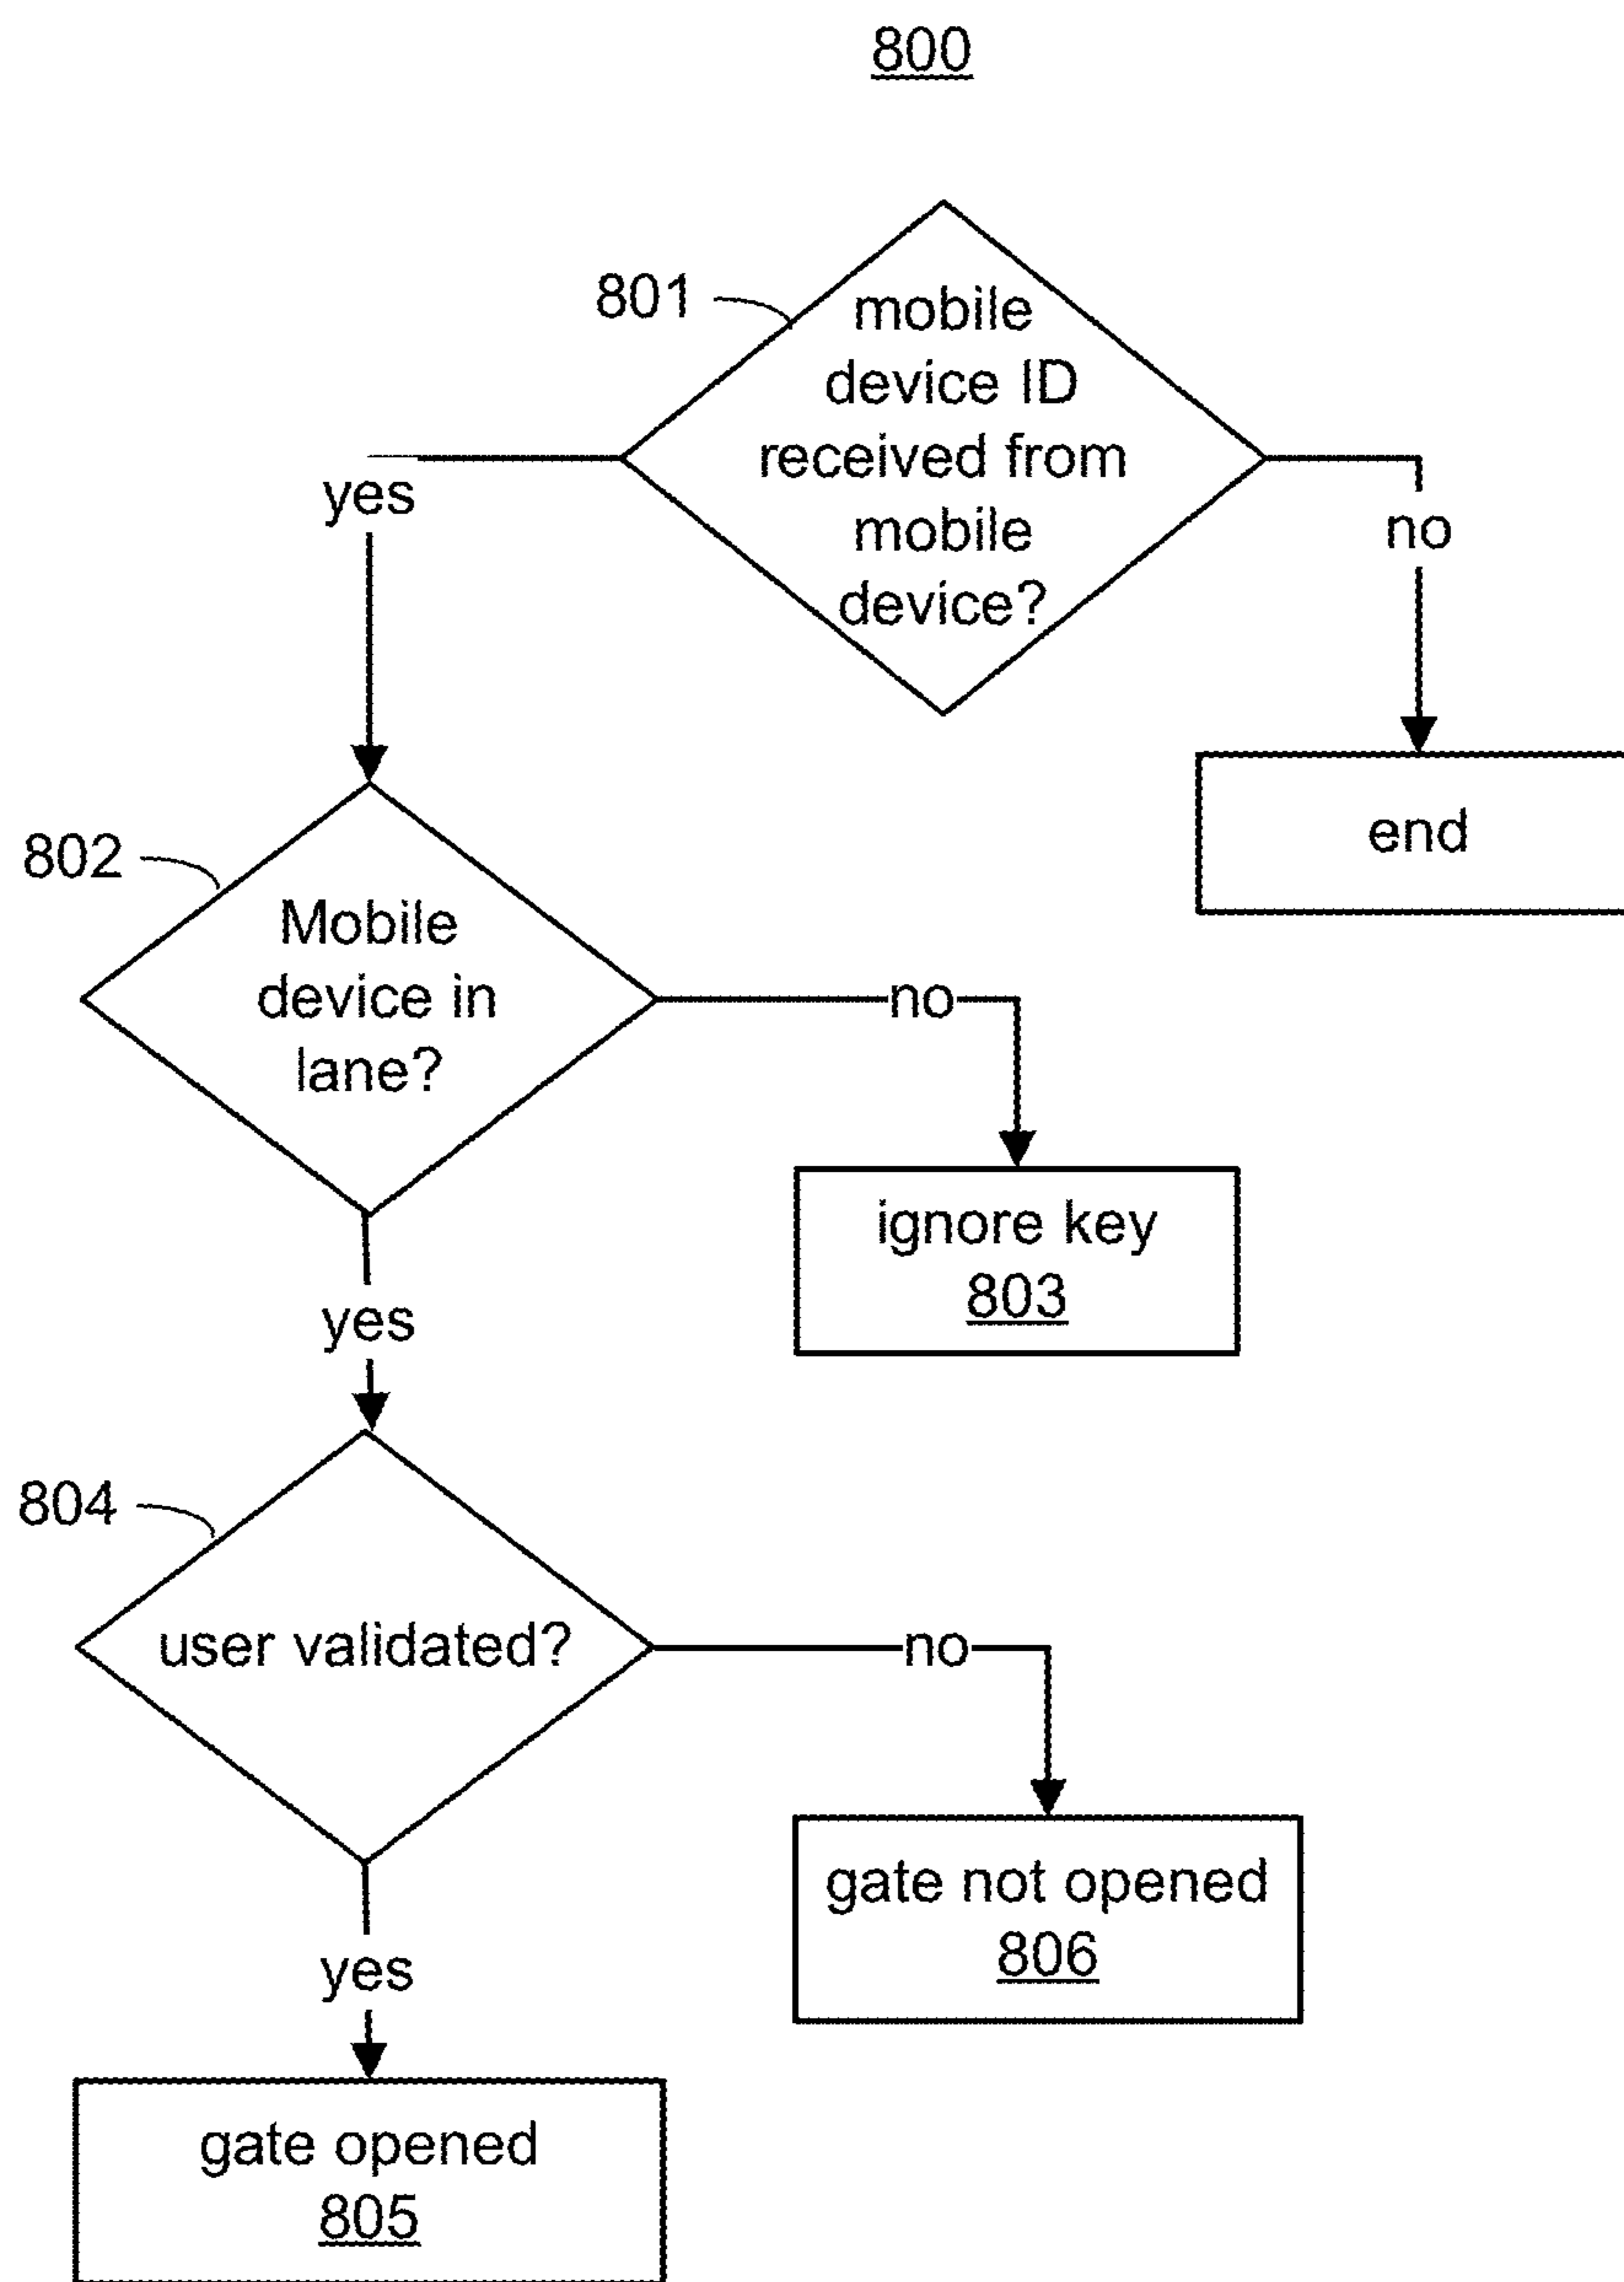 800
801
mobile
device ID
received from
mobile
device?
yes
no
end
802
Mobile
device in
lane?
no
ignore key
803
yes
804
user validated?
no
gate not opened
806
yes
gate opened
805